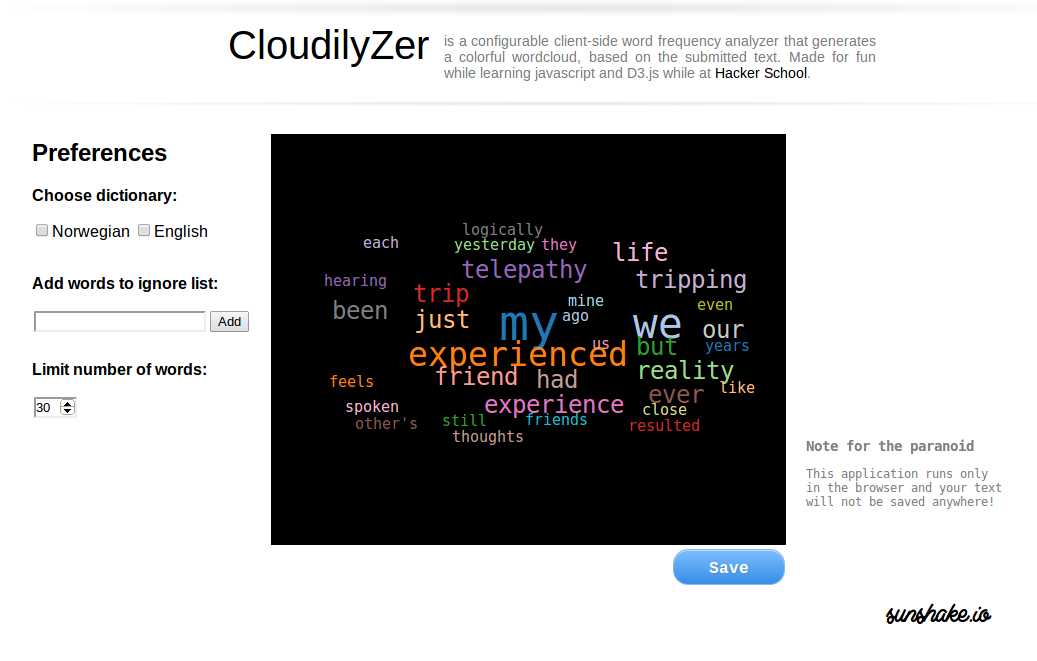 CloudilyZer
is a configurable client-side word frequency analyzer that generates
a colorful wordcloud, based on the submitted text. Made for fun
while learning javascript and D3.js while at Hacker School.
Preferences
Choose dictionary:
Norwegian English
Add words to ignore list:
Add
Limit number of words:
30
logically
each
yesterday they
life
telepathy
hearing
tripping
trip
mine
even
been
just
my
ago
we
our
us
but
years
experienced
reality
friend
had
feels
ever
like
spoken
experience
close
other's
still
friends
resulted
thoughts
Save
Note for the paranoid
This application runs only
in the browser and your text
will not be saved anywhere!
sunshake.io